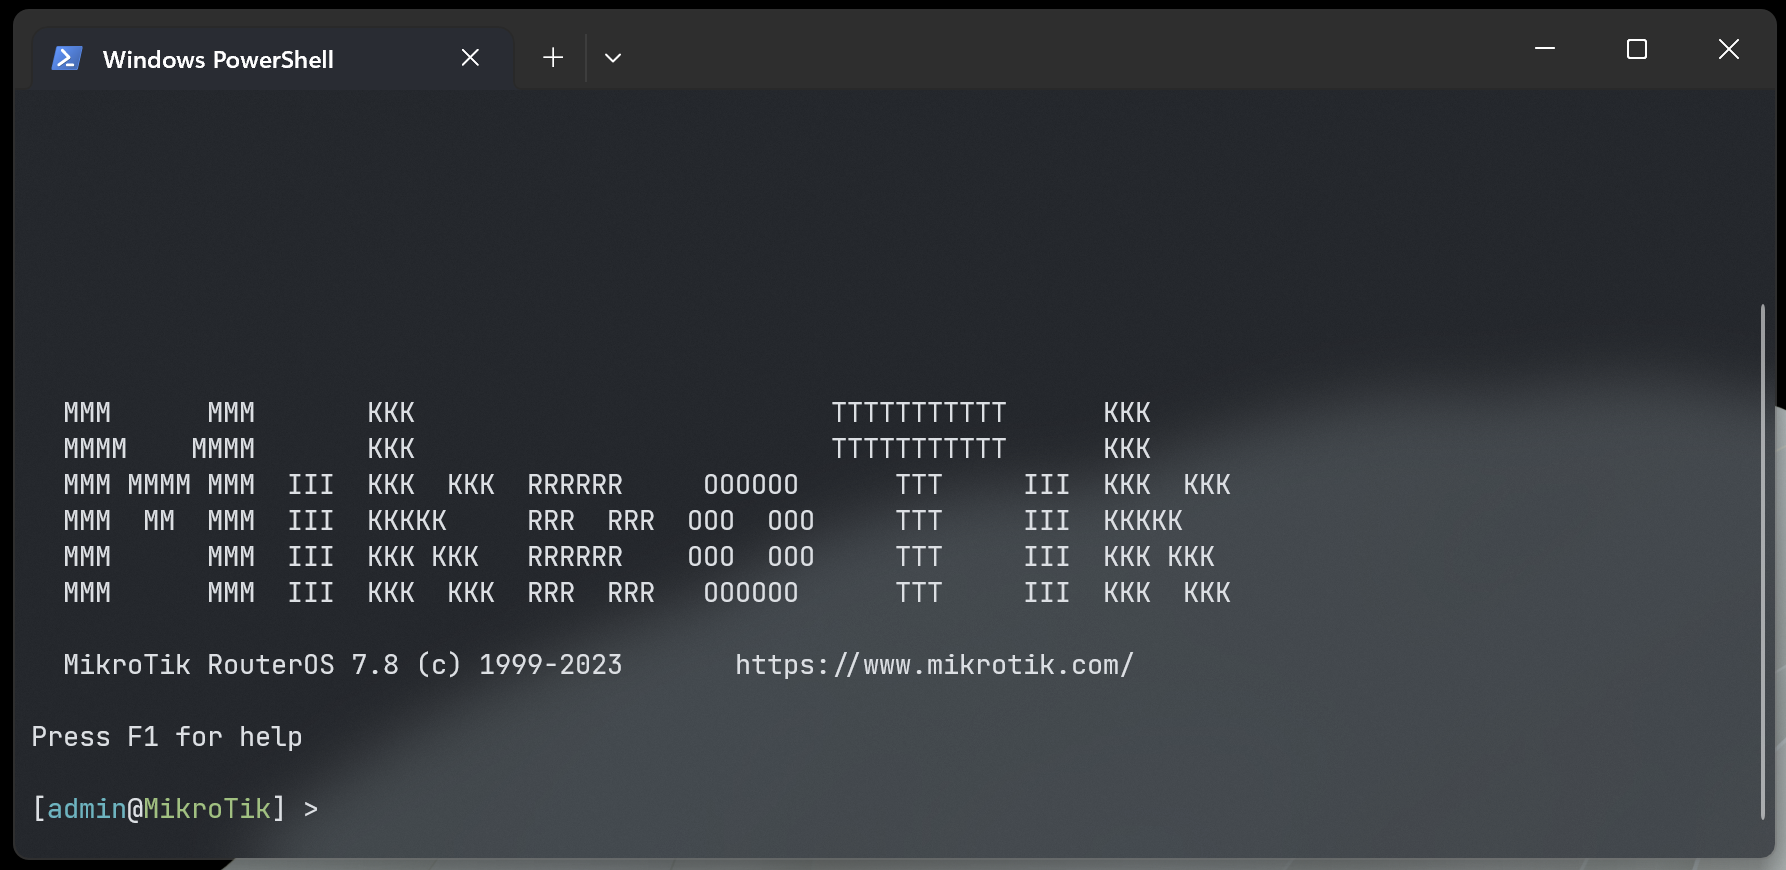 Windows PowerShell
  MMM      MMM       KKK                          TTTTTTTTTTT      KKK
  MMMM    MMMM       KKK                          TTTTTTTTTTT      KKK
  MMM MMMM MMM  III  KKK  KKK  RRRRRR     OOOOOO      TTT     III  KKK  KKK
  MMM  MM  MMM  III  KKKKK     RRR  RRR  OOO  OOO     TTT     III  KKKKK
  MMM      MMM  III  KKK KKK   RRRRRR    OOO  OOO     TTT     III  KKK KKK
  MMM      MMM  III  KKK  KKK  RRR  RRR   OOOOOO      TTT     III  KKK  KKK
  MikroTik RouterOS 7.8 (c) 1999-2023       https://www.mikrotik.com/
Press F1 for help
[admin@MikroTik] >